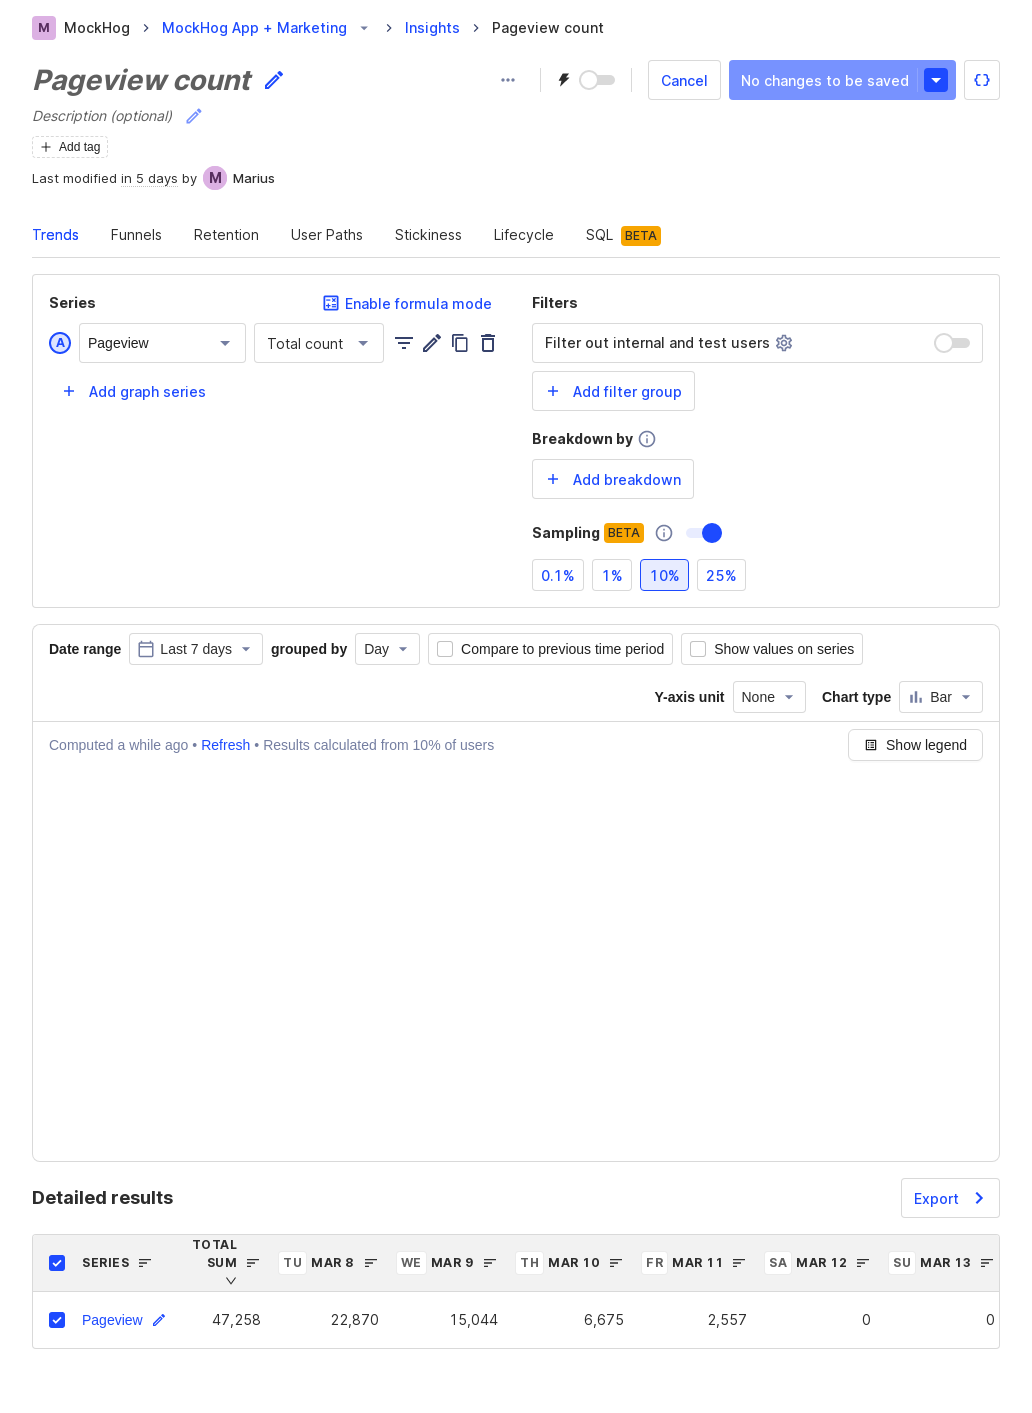 M MockHog MockHog App + Marketing Insights Pageview count
Pageview count
Cancel No changes to be saved {}
Description (optional)
Add tag
Last modified in 5 days by M Marius
Trends Funnels Retention User Paths Stickiness Lifecycle SQL BETA
Series Enable formula mode
A Pageview Total count
Add graph series
Filters
Filter out internal and test users
Add filter group
Breakdown by
Add breakdown
Sampling BETA
0.1% 1% 10% 25%
Date range Last 7 days grouped by Day Compare to previous time period Show values on series
Y-axis unit None Chart type Bar
Computed a while ago • Refresh • Results calculated from 10% of users Show legend
Detailed results Export
SERIES TOTAL SUM TU MAR 8 WE MAR 9 TH MAR 10 FR MAR 11 SA MAR 12 SU MAR 13
Pageview 47,258 22,870 15,044 6,675 2,557 0 0